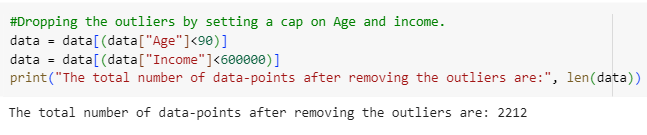 #Dropping the outliers by setting a cap on Age and income.
data = data[(data["Age"]<90)]
data = data[(data["Income"]<600000)]
print("The total number of data-points after removing the outliers are:", len(data))
The total number of data-points after removing the outliers are: 2212